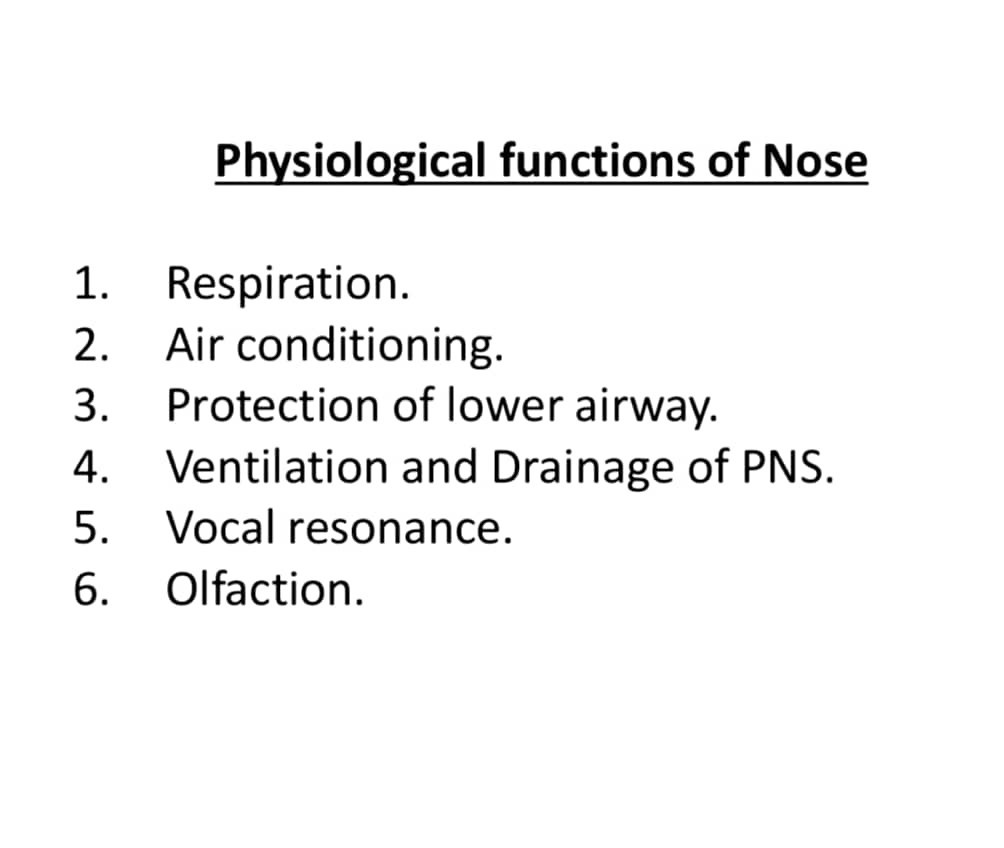 Physiological functions of Nose
1. Respiration.
2. Air conditioning.
3. Protection of lower airway.
4. Ventilation and Drainage of PNS.
5. Vocal resonance.
6. Olfaction.